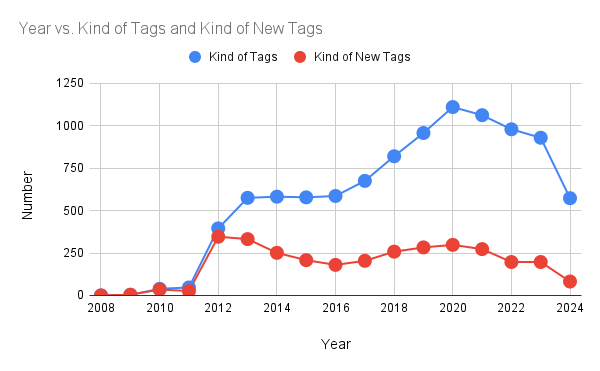 Year vs. Kind of Tags and Kind of New Tags
Kind of Tags Kind of New Tags
1250
1000
750
500
250
0
Number
2008 2010 2012 2014 2016 2018 2020 2022 2024
Year